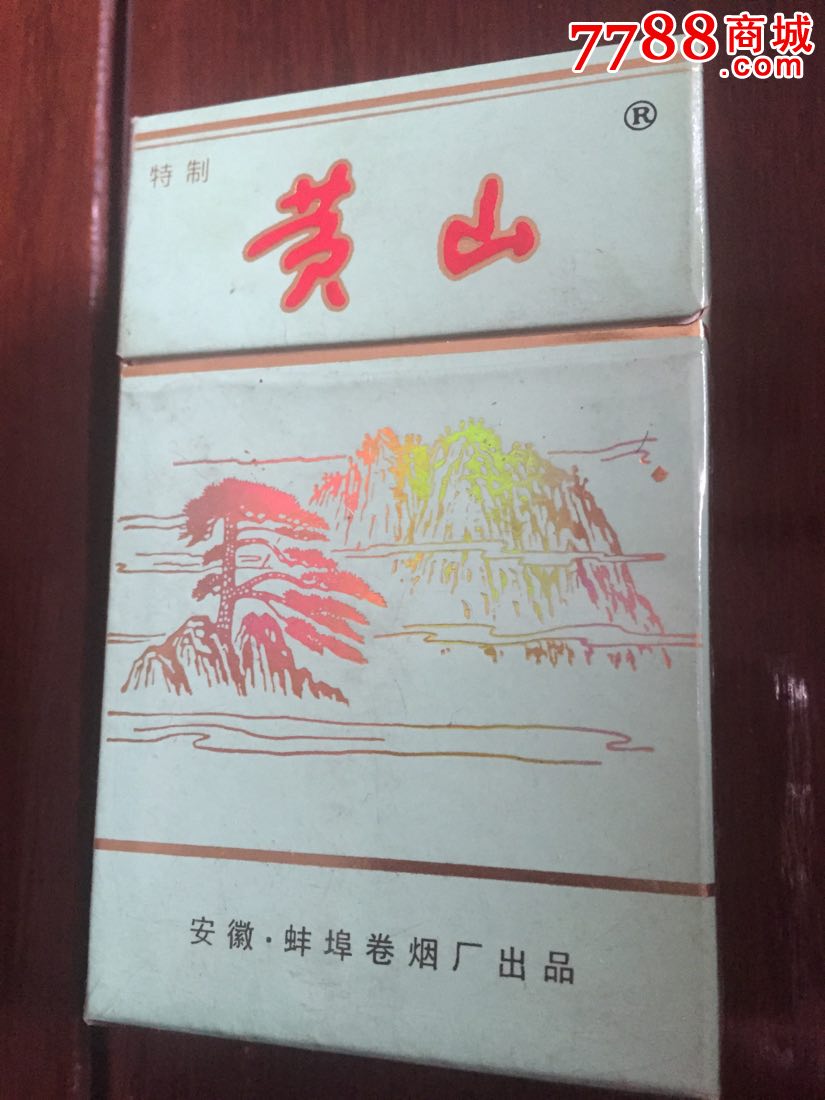 7788商城
.com
®
特制
黄山
安徽·蚌埠卷烟厂出品